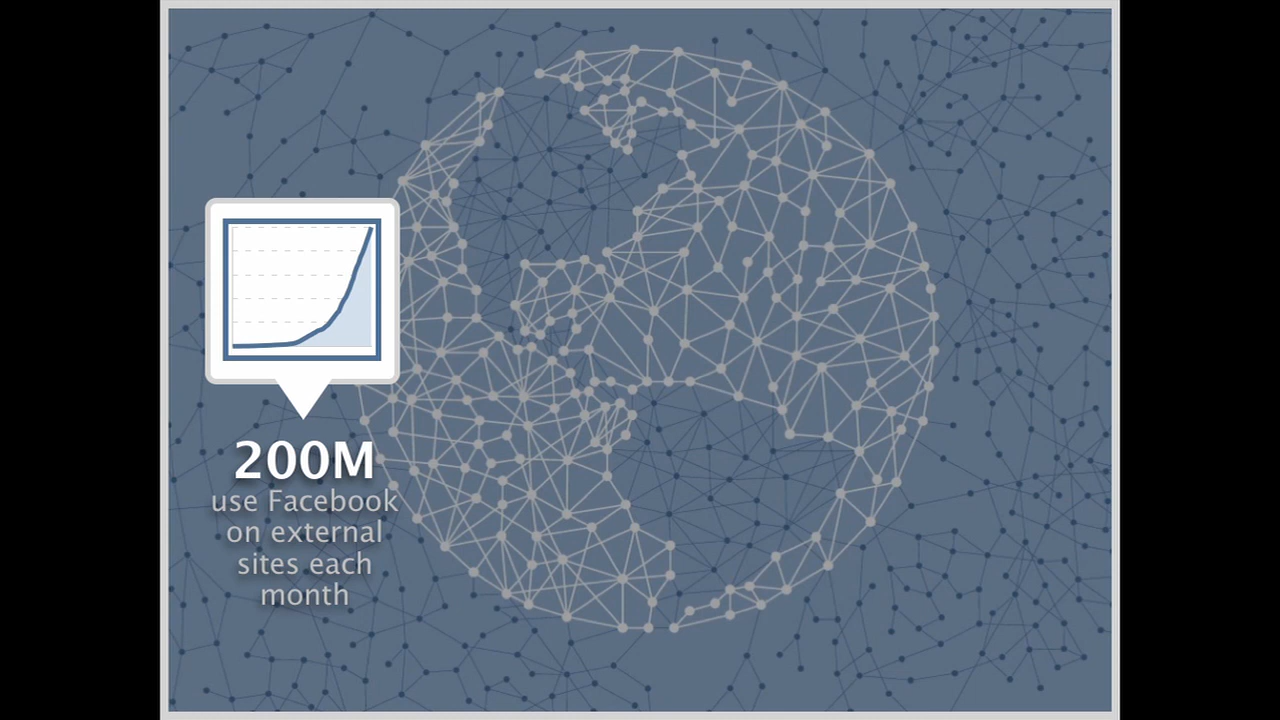 200M
use Facebook
on external
sites each
month